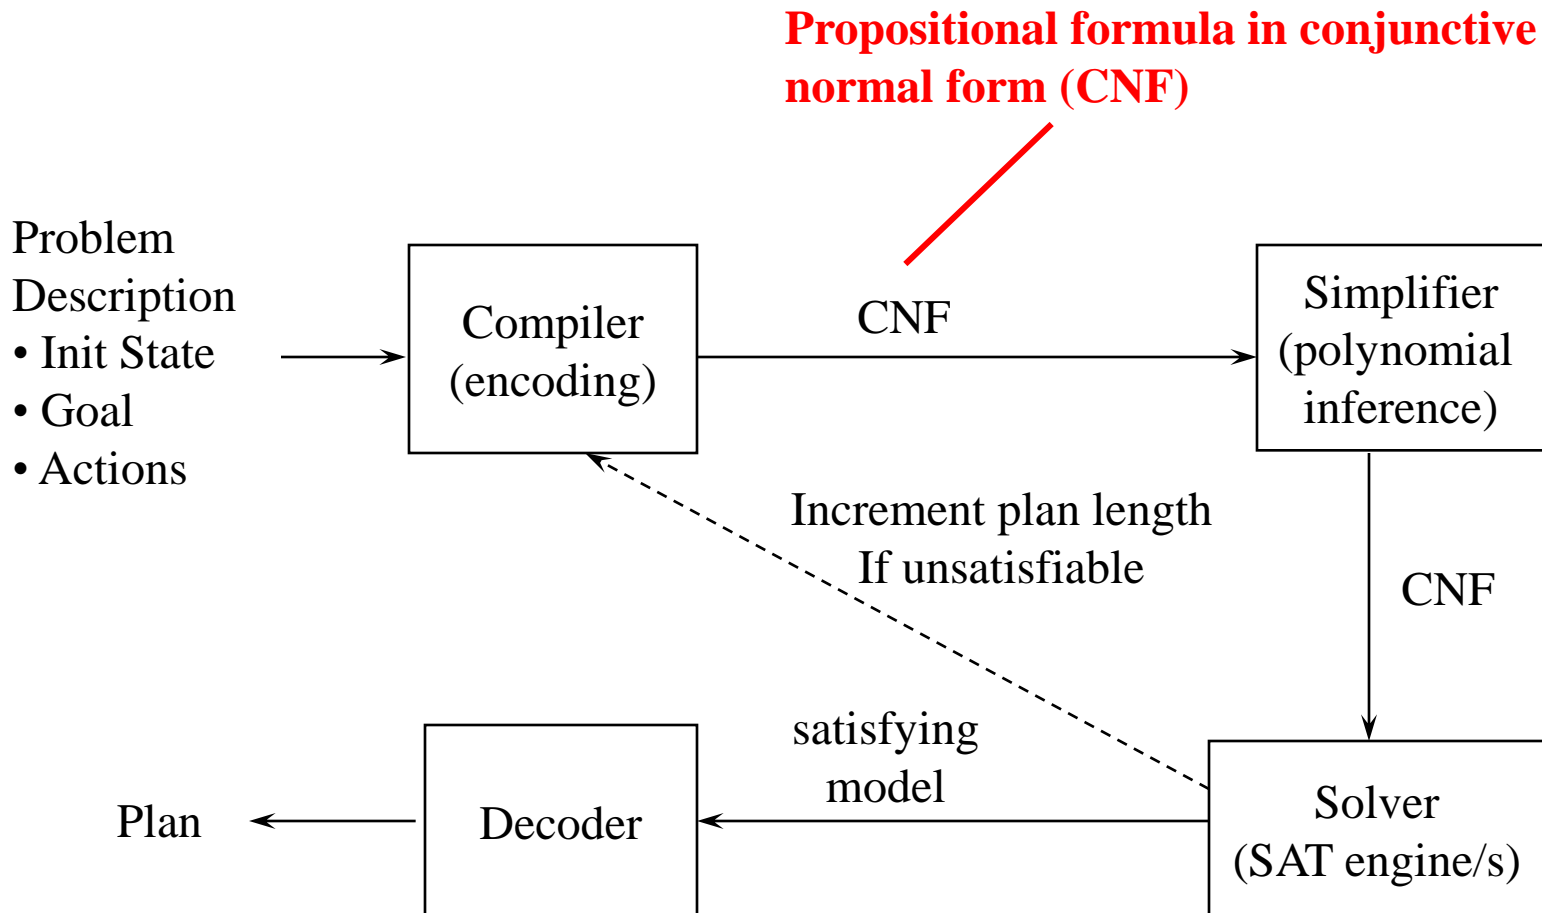 Propositional formula in conjunctive
normal form (CNF)
Problem
Description
• Init State
• Goal
• Actions
Compiler
(encoding)
CNF
Simplifier
(polynomial
inference)
Increment plan length
If unsatisfiable
CNF
satisfying
model
Plan
Decoder
Solver
(SAT engine/s)